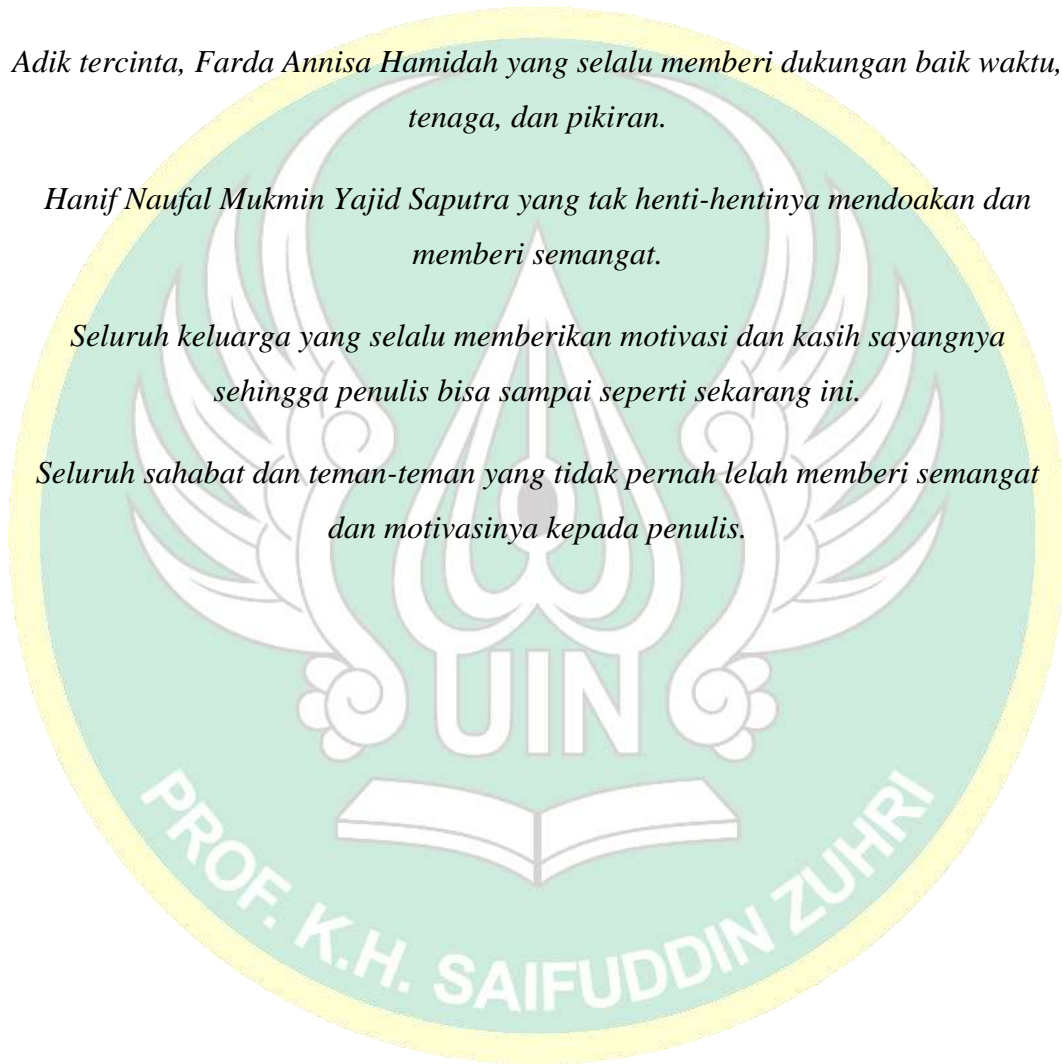 Adik tercinta, Farda Annisa Hamidah yang selalu memberi dukungan baik waktu,
tenaga, dan pikiran.
Hanif Naufal Mukmin Yajid Saputra yang tak henti-hentinya mendoakan dan
memberi semangat.
Seluruh keluarga yang selalu memberikan motivasi dan kasih sayangnya
sehingga penulis bisa sampai seperti sekarang ini.
Seluruh sahabat dan teman-teman yang tidak pernah lelah memberi semangat
dan motivasinya kepada penulis.
UIN
PROF. K.H. SAIFUDDIN ZUHRI